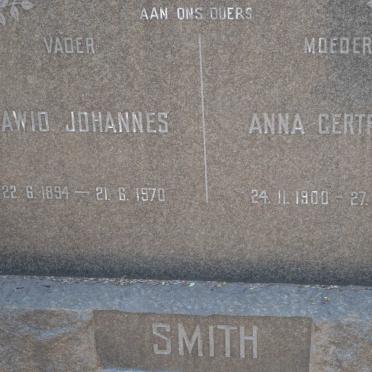 AAN ONS OUERS
VADER MOEDER
AWID JOHANNES ANNA GERTR
22. 6. 1894 — 21. 6. 1970 24. 11. 1900 - 27.
SMITH